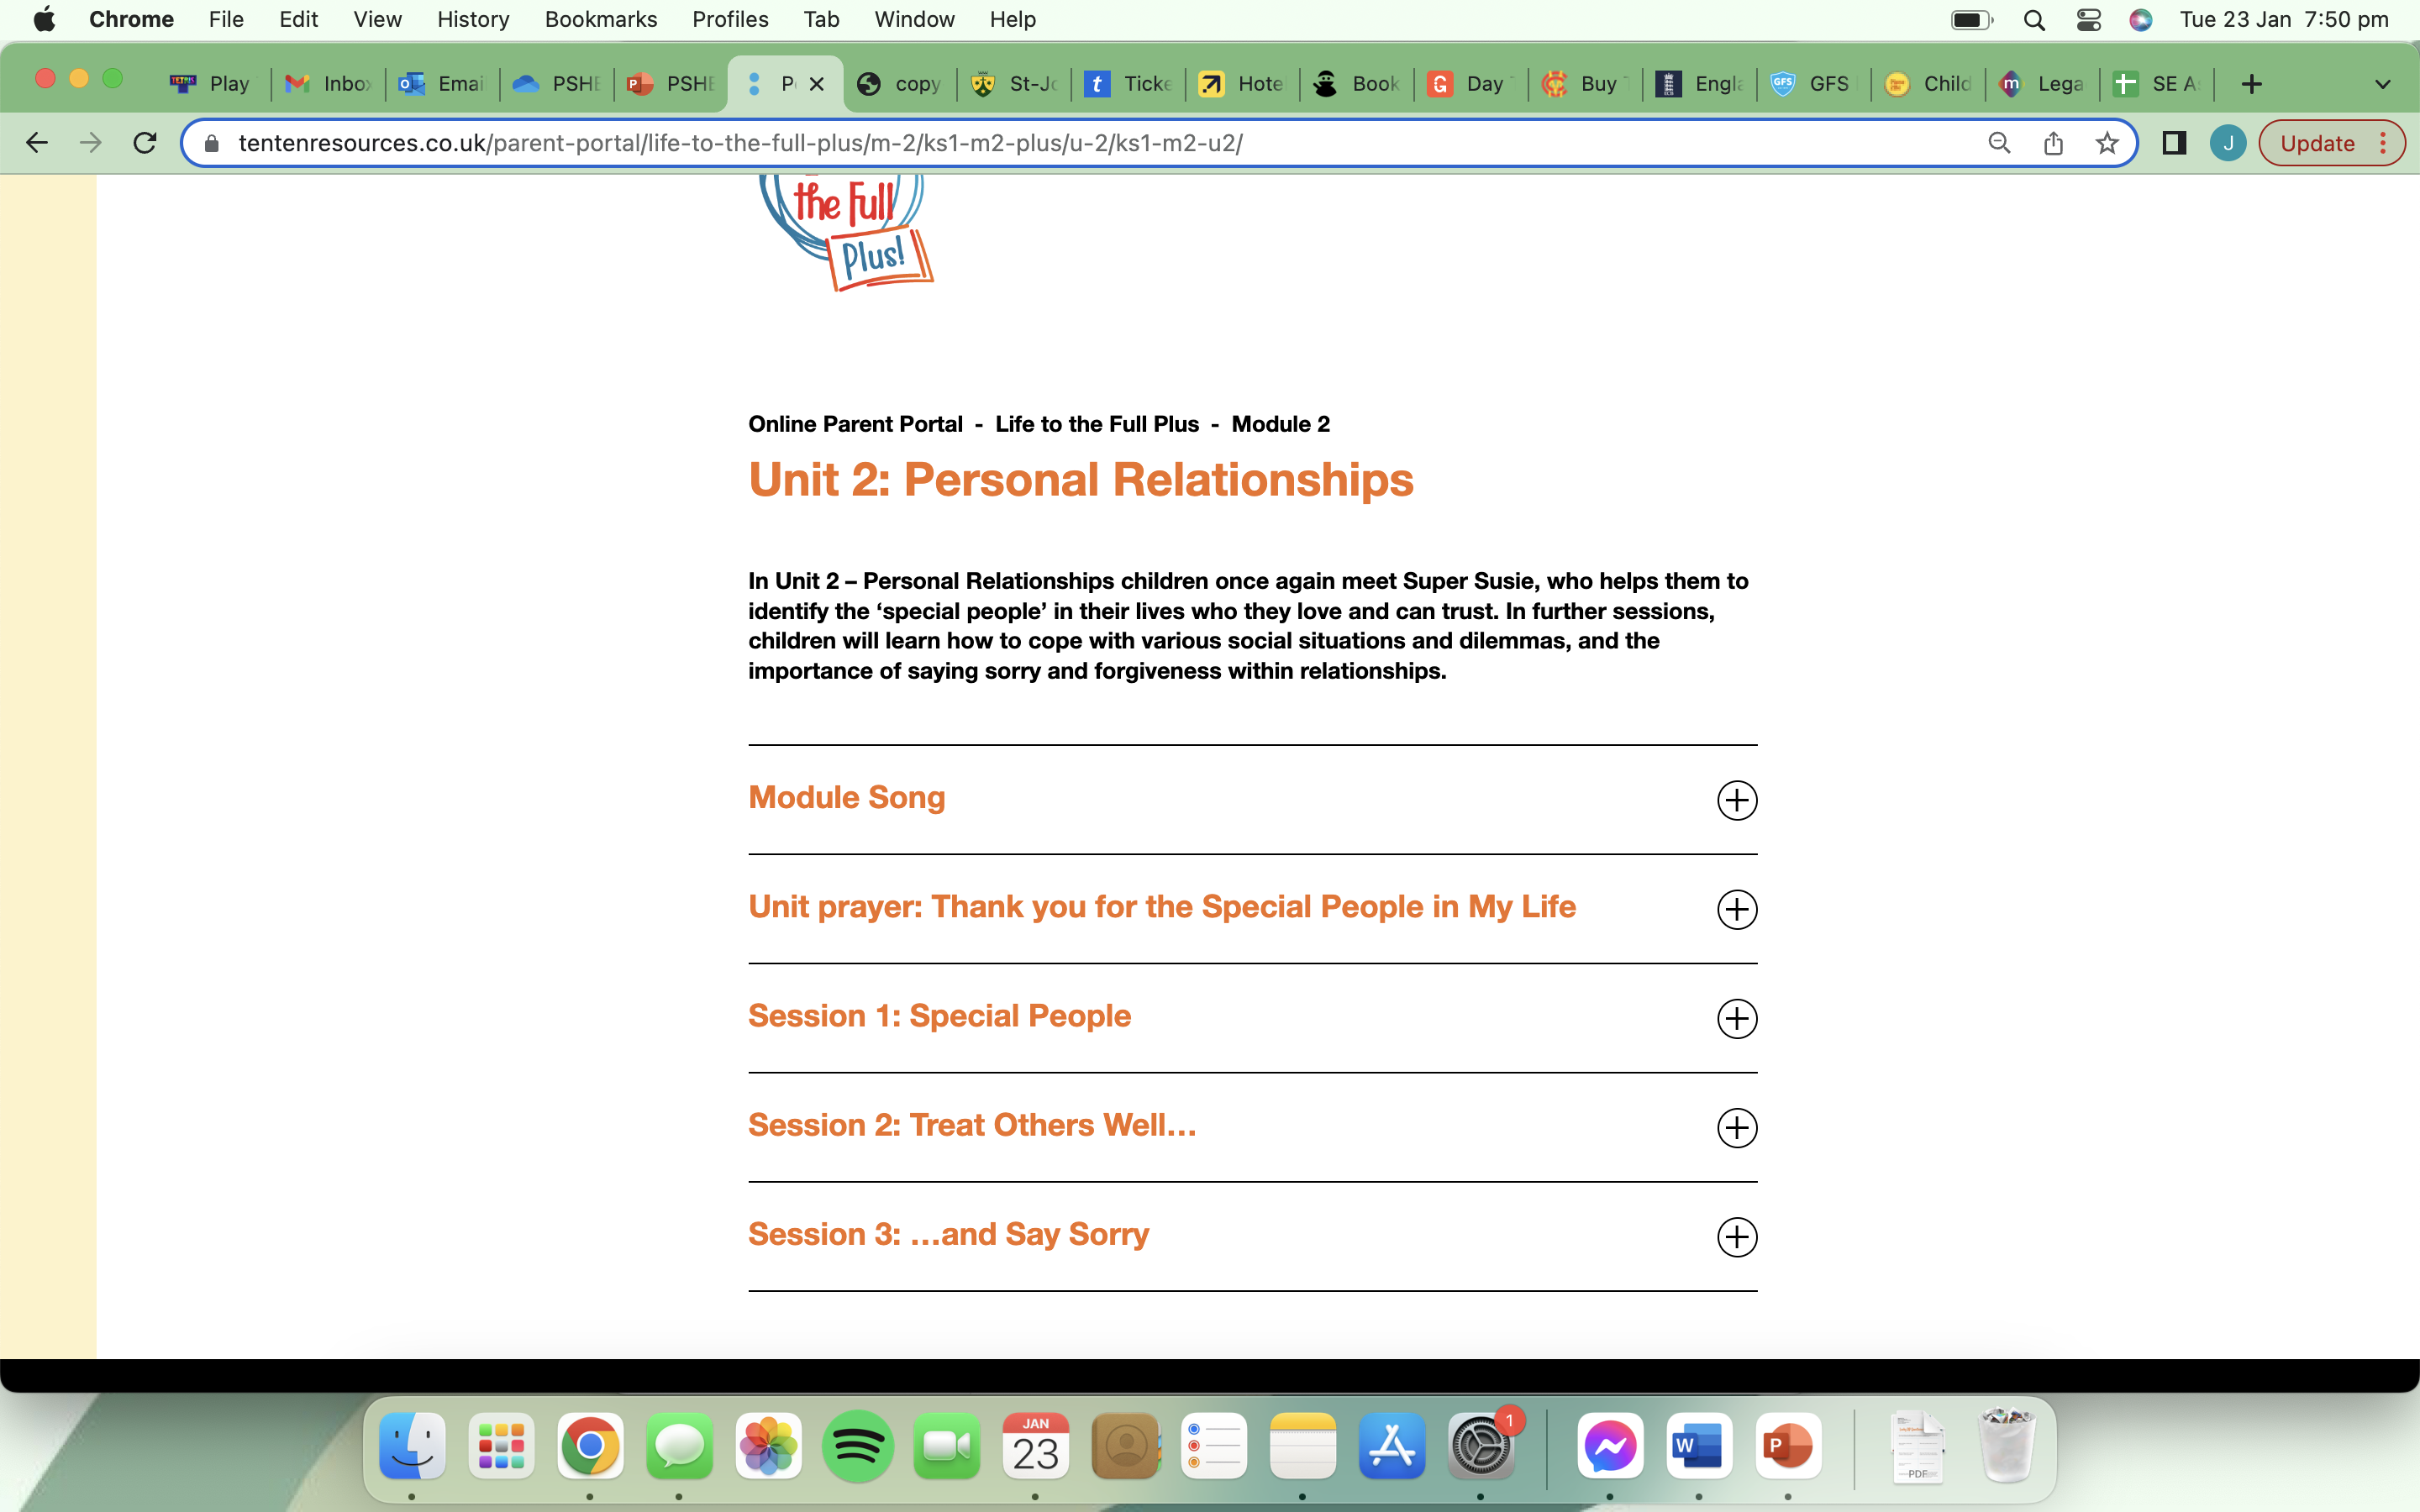 Chrome File Edit View History Bookmarks Profiles Tab Window Help Tue 23 Jan 7:50 pm
Play Inbo Emai PSHE PSHE P copy St-Jo Ticke Hote Book Day Buy Engla GFS Child Lega SE A
tentenresources.co.uk/parent-portal/life-to-the-full-plus/m-2/ks1-m2-plus/u-2/ks1-m2-u2/ J Update
the Full
Plus!
Online Parent Portal - Life to the Full Plus - Module 2
Unit 2: Personal Relationships
In Unit 2 – Personal Relationships children once again meet Super Susie, who helps them to
identify the ‘special people’ in their lives who they love and can trust. In further sessions,
children will learn how to cope with various social situations and dilemmas, and the
importance of saying sorry and forgiveness within relationships.
Module Song
Unit prayer: Thank you for the Special People in My Life
Session 1: Special People
Session 2: Treat Others Well…
Session 3: …and Say Sorry
JAN
23
1
W
P
PDF